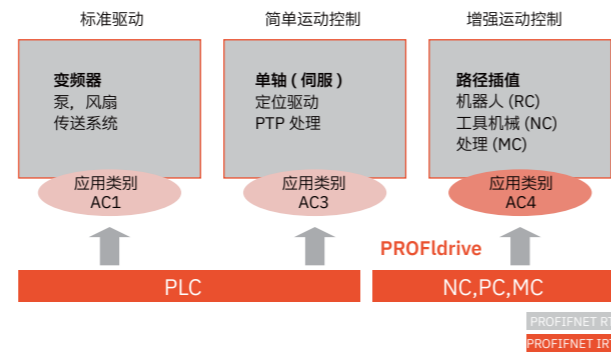 标准驱动
简单运动控制
增强运动控制
变频器
泵，风扇
传送系统
单轴 ( 伺服 )
定位驱动
PTP 处理
路径插值
机器人 (RC)
工具机械 (NC)
处理 (MC)
应用类别
AC1
应用类别
AC3
应用类别
AC4
PROFldrive
PLC
NC,PC,MC
PROFIFNET RT
PROFIFNET IRT